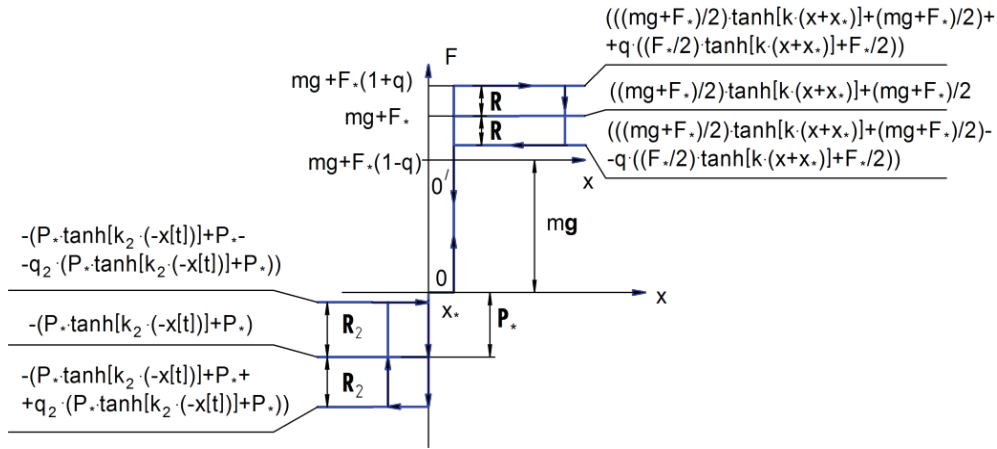 (((mg+F*)/2)·tanh[k·(x+x*)]+(mg+F*)/2)+
+q·((F*/2)·tanh[k·(x+x*)]+F*/2))
F
mg+F*(1+q)
R
((mg+F*)/2)·tanh[k·(x+x*)]+(mg+F*)/2
mg+F*
R
(((mg+F*)/2)·tanh[k·(x+x*)]+(mg+F*)/2)-
-q·((F*/2)·tanh[k·(x+x*)]+F*/2))
mg+F*(1-q)
0′
x
mg
-(P*·tanh[k₂·(-x[t])]+P*-
-q₂·(P*·tanh[k₂·(-x[t])]+P*))
0
x
x*
P*
R₂
-(P*·tanh[k₂·(-x[t])]+P*)
R₂
-(P*·tanh[k₂·(-x[t])]+P*+
+q₂·(P*·tanh[k₂·(-x[t])]+P*))